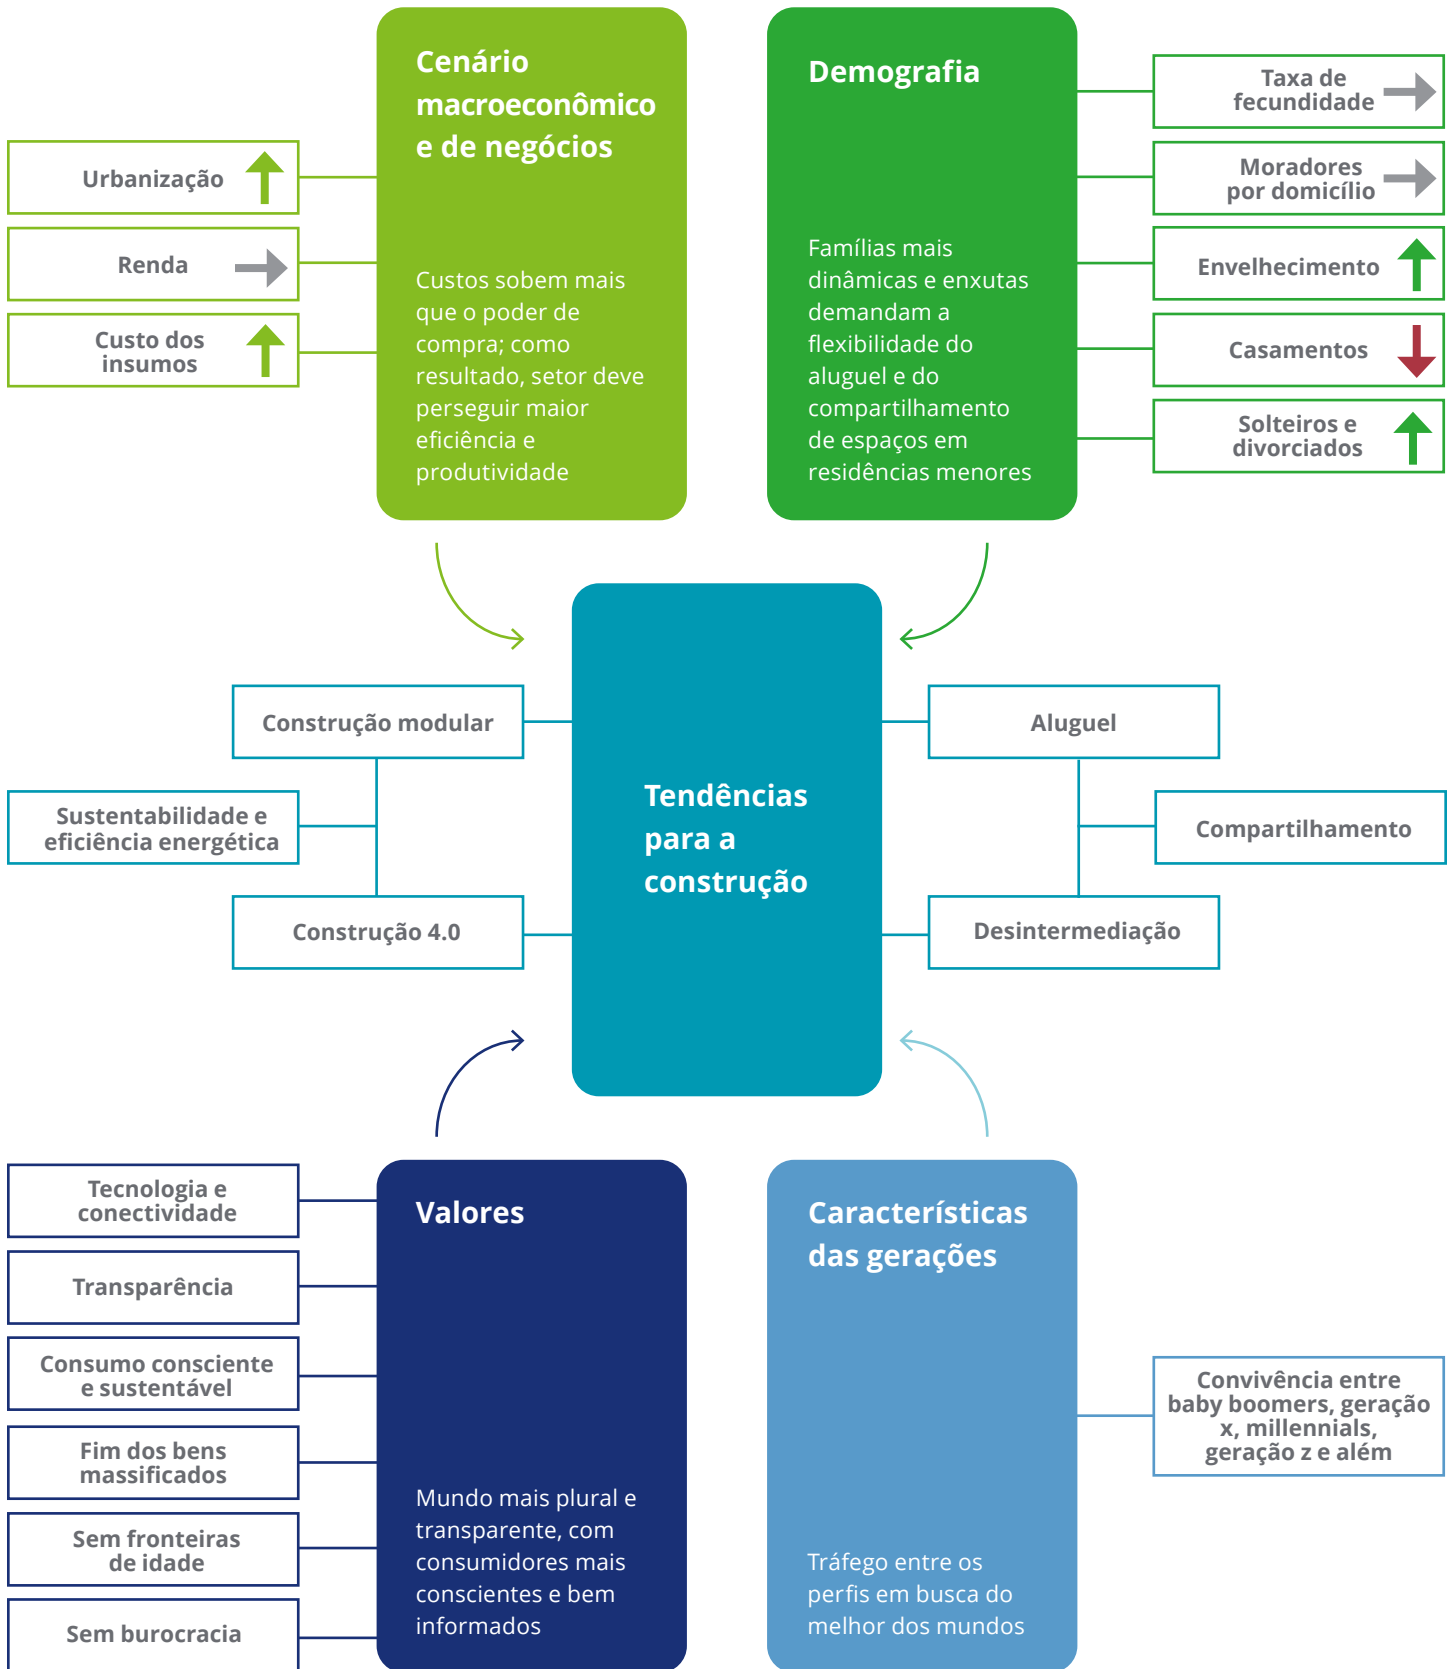 Cenário
macroeconômico
e de negócios
Urbanização
Renda
Custo dos
insumos
Custos sobem mais
que o poder de
compra; como
resultado, setor deve
perseguir maior
eficiência e
produtividade
Demografia
Famílias mais
dinâmicas e enxutas
demandam a
flexibilidade do
aluguel e do
compartilhamento
de espaços em
residências menores
Taxa de
fecundidade
Moradores
por domicílio
Envelhecimento
Casamentos
Solteiros e
divorciados
Construção modular
Sustentabilidade e
eficiência energética
Construção 4.0
Tendências
para a
construção
Aluguel
Compartilhamento
Desintermediação
Tecnologia e
conectividade
Transparência
Consumo consciente
e sustentável
Fim dos bens
massificados
Sem fronteiras
de idade
Sem burocracia
Valores
Mundo mais plural e
transparente, com
consumidores mais
conscientes e bem
informados
Características
das gerações
Tráfego entre os
perfis em busca do
melhor dos mundos
Convivência entre
baby boomers, geração
x, millennials,
geração z e além